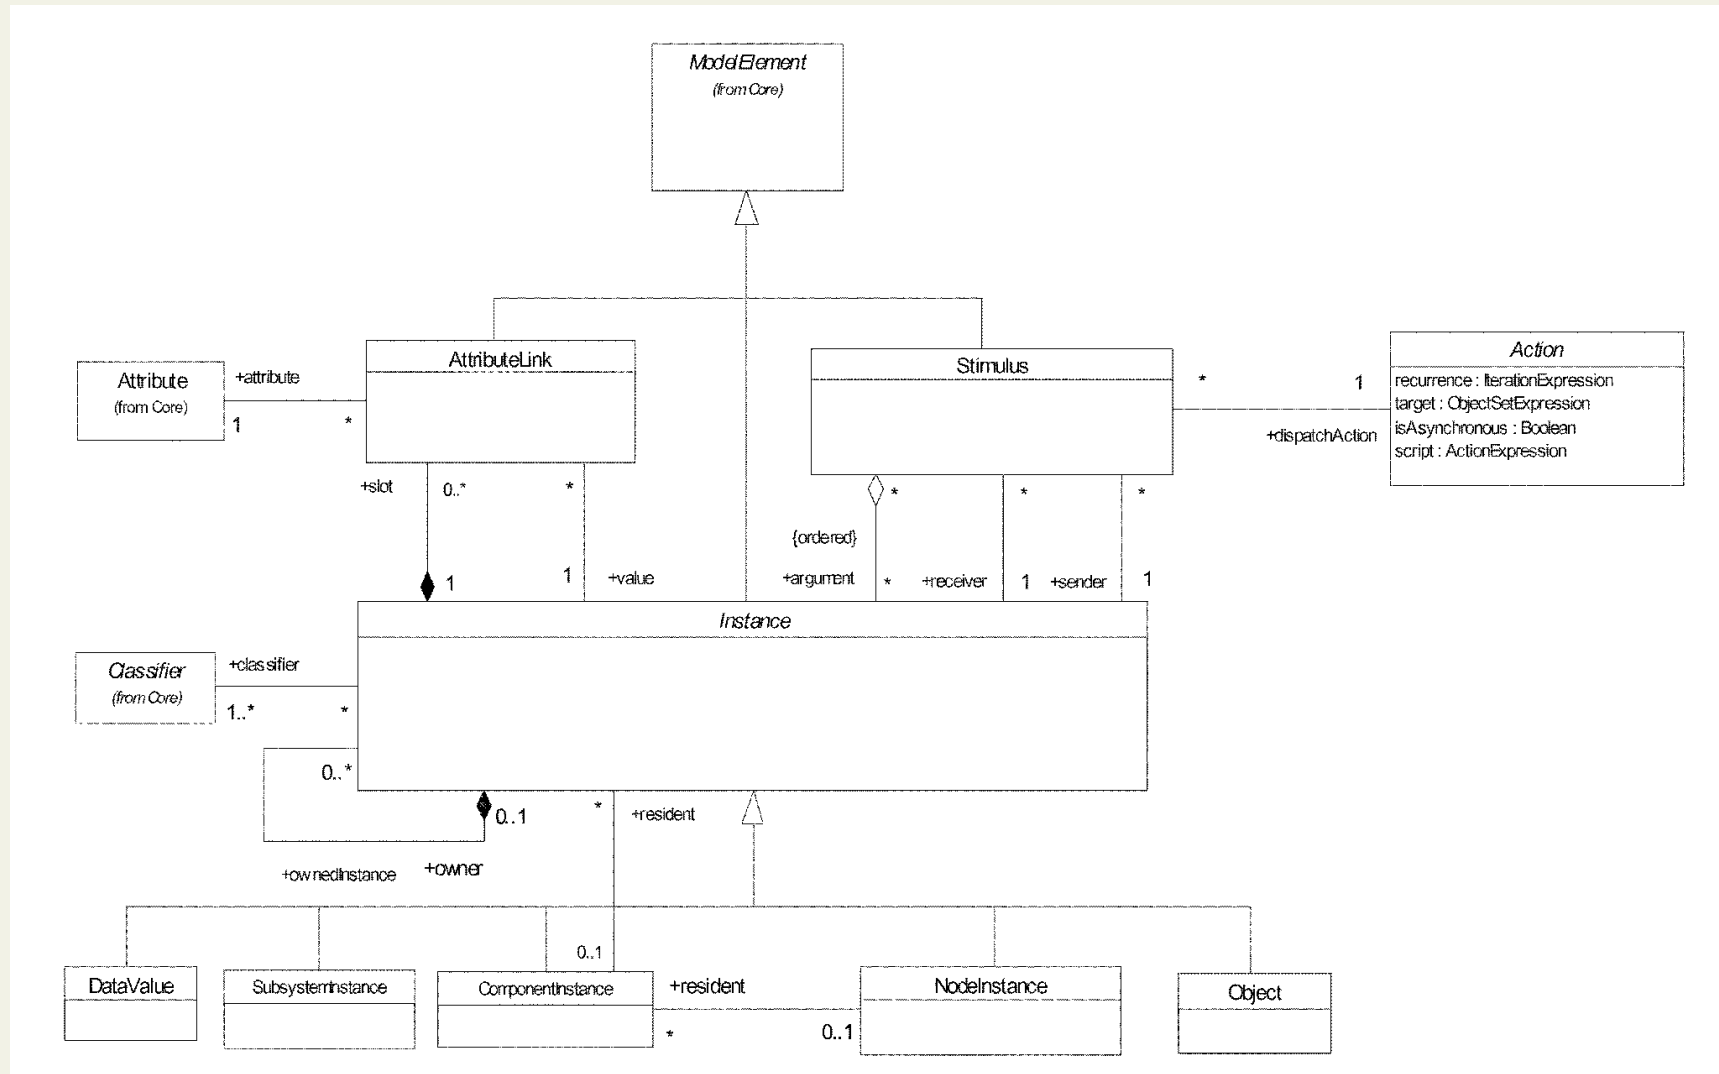 ModelElement
(from Core)
AttributeLink
Attribute
(from Core)
+attribute
1
*
Stimulus
*
1
+dispatchAction
Action
recurrence : IterationExpression
target : ObjectSetExpression
isAsynchronous : Boolean
script : ActionExpression
+slot
0..*
*
*
*
*
{ordered}
1
1
+value
+argument
*
+receiver
1
+sender
1
Instance
Classifier
(from Core)
+classifier
1..*
*
0..*
0..1
*
+resident
+ownedInstance
+owner
0..1
DataValue
SubsystemInstance
ComponentInstance
+resident
*
0..1
NodeInstance
Object